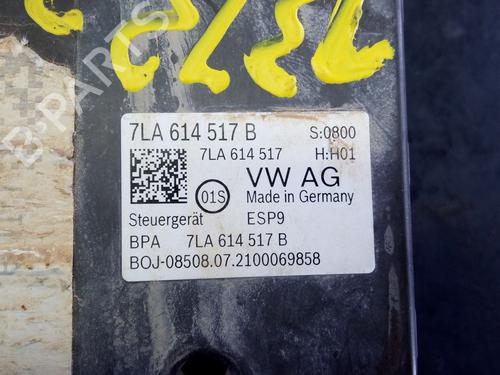 B-PARTS
7LA 614 517 B S:0800
7LA 614 517 H:H01
01S VW AG
Made in Germany
Steuergerät ESP9
BPA 7LA 614 517 B
BOJ-08508.07.2100069858